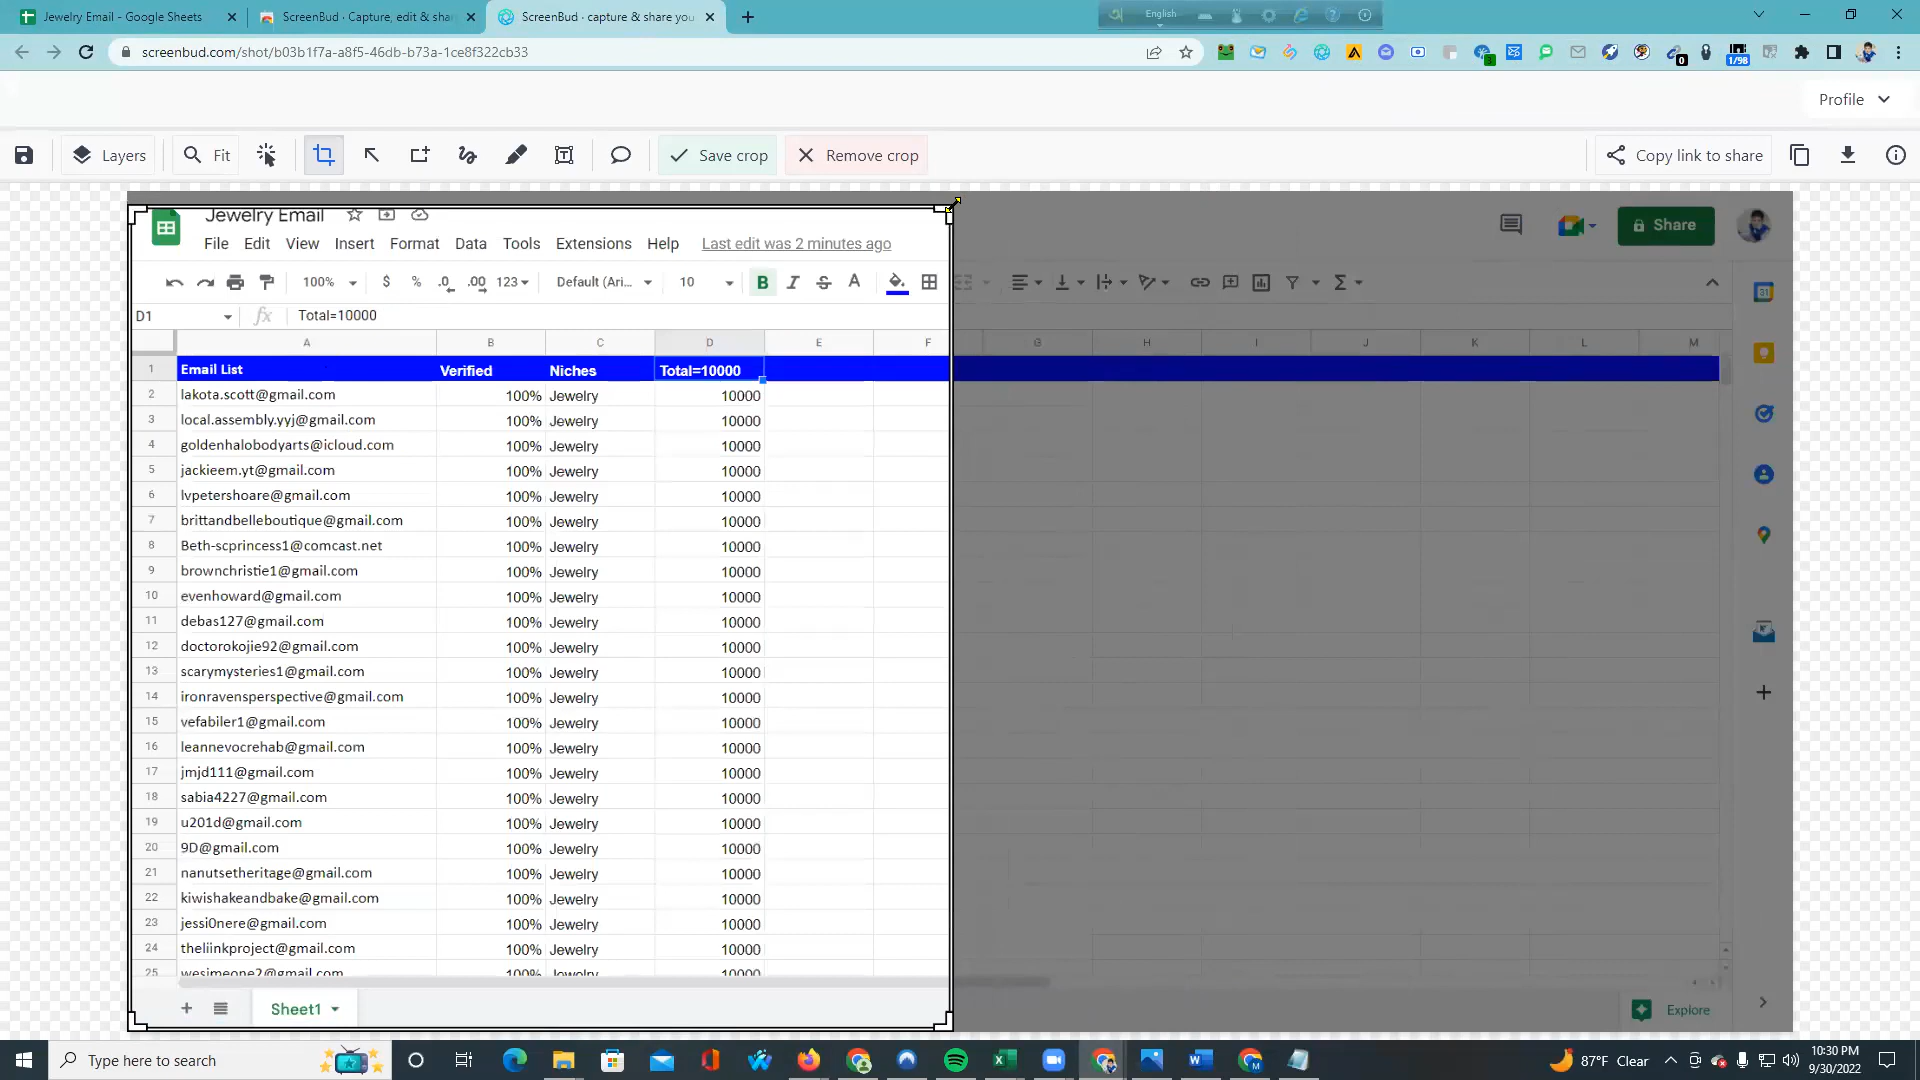 Jewelry Email - Google Sheets
ScreenBud · Capture, edit & shar
ScreenBud · capture & share you
English
screenbud.com/shot/b03b1f7a-a8f5-46db-b73a-1ce8f322cb33
3
0
1/98
Profile
Layers
Fit
Save crop
Remove crop
Copy link to share
Jewelry Email
Share
File Edit View Insert Format Data Tools Extensions Help Last edit was 2 minutes ago
100% $ % .0 .00 123 Default (Ari... 10 B I S A
D1 fx Total=10000
A B C D E F G H I J K L M
1 Email List Verified Niches Total=10000
2 lakota.scott@gmail.com 100% Jewelry 10000
3 local.assembly.yyj@gmail.com 100% Jewelry 10000
4 goldenhalobodyarts@icloud.com 100% Jewelry 10000
5 jackieem.yt@gmail.com 100% Jewelry 10000
6 lvpetershoare@gmail.com 100% Jewelry 10000
7 brittandbelleboutique@gmail.com 100% Jewelry 10000
8 Beth-scprincess1@comcast.net 100% Jewelry 10000
9 brownchristie1@gmail.com 100% Jewelry 10000
10 evenhoward@gmail.com 100% Jewelry 10000
11 debas127@gmail.com 100% Jewelry 10000
12 doctorokojie92@gmail.com 100% Jewelry 10000
13 scarymysteries1@gmail.com 100% Jewelry 10000
14 ironravensperspective@gmail.com 100% Jewelry 10000
15 vefabiler1@gmail.com 100% Jewelry 10000
16 leannevocrehab@gmail.com 100% Jewelry 10000
17 jmjd111@gmail.com 100% Jewelry 10000
18 sabia4227@gmail.com 100% Jewelry 10000
19 u201d@gmail.com 100% Jewelry 10000
20 9D@gmail.com 100% Jewelry 10000
21 nanutsetheritage@gmail.com 100% Jewelry 10000
22 kiwishakeandbake@gmail.com 100% Jewelry 10000
23 jessi0nere@gmail.com 100% Jewelry 10000
24 theliinkproject@gmail.com 100% Jewelry 10000
25 wesimeone2@gmail.com 100% Jewelry 10000
Sheet1
Explore
Type here to search
87°F Clear
10:30 PM
9/30/2022